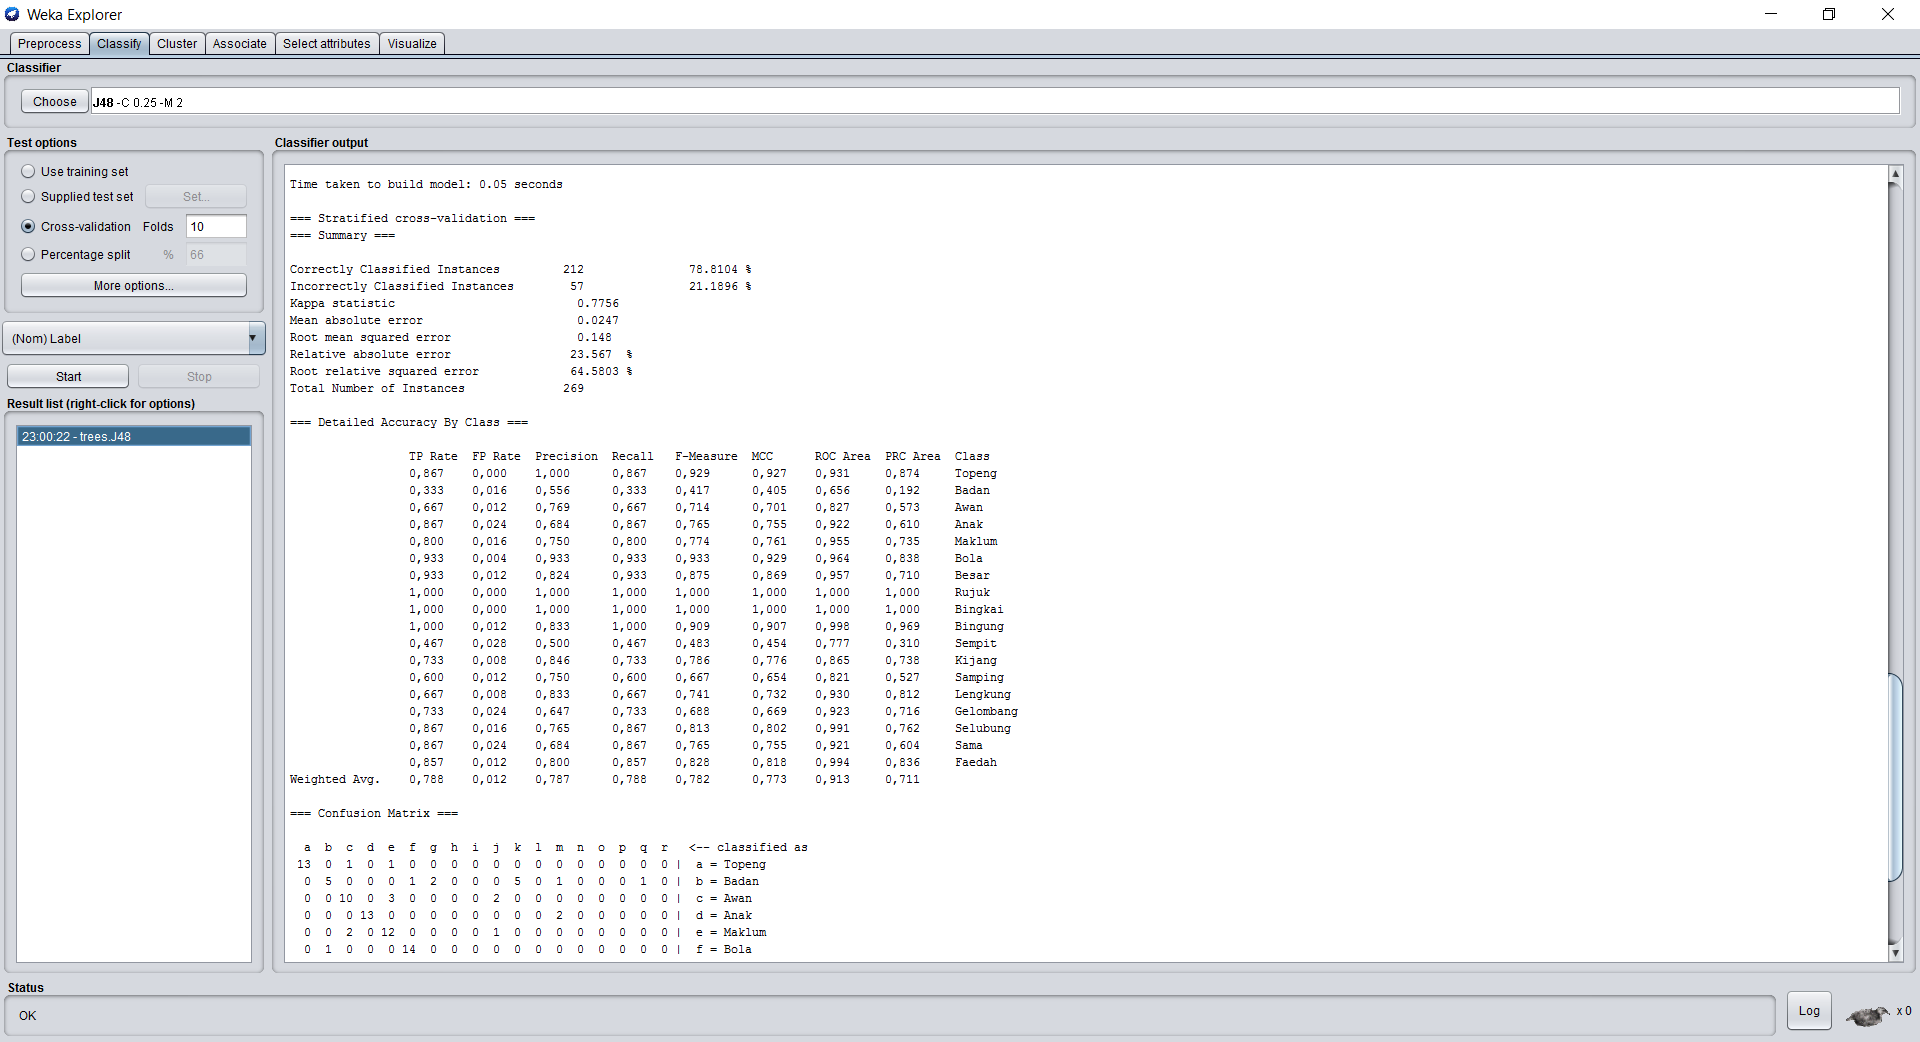 Weka Explorer
Preprocess Classify Cluster Associate Select attributes Visualize
Classifier
Choose J48 -C 0.25 -M 2
Test options
Use training set
Supplied test set Set...
Cross-validation Folds 10
Percentage split % 66
More options...
(Nom) Label
Start Stop
Result list (right-click for options)
23:00:22 - trees.J48
Classifier output
Time taken to build model: 0.05 seconds
=== Stratified cross-validation ===
=== Summary ===
Correctly Classified Instances 212 78.8104 %
Incorrectly Classified Instances 57 21.1896 %
Kappa statistic 0.7756
Mean absolute error 0.0247
Root mean squared error 0.148
Relative absolute error 23.567 %
Root relative squared error 64.5803 %
Total Number of Instances 269
=== Detailed Accuracy By Class ===
TP Rate FP Rate Precision Recall F-Measure MCC ROC Area PRC Area Class
0,867 0,000 1,000 0,867 0,929 0,927 0,931 0,874 Topeng
0,333 0,016 0,556 0,333 0,417 0,405 0,656 0,192 Badan
0,667 0,012 0,769 0,667 0,714 0,701 0,827 0,573 Awan
0,867 0,024 0,684 0,867 0,765 0,755 0,922 0,610 Anak
0,800 0,016 0,750 0,800 0,774 0,761 0,955 0,735 Maklum
0,933 0,004 0,933 0,933 0,933 0,929 0,964 0,838 Bola
0,933 0,012 0,824 0,933 0,875 0,869 0,957 0,710 Besar
1,000 0,000 1,000 1,000 1,000 1,000 1,000 1,000 Rujuk
1,000 0,000 1,000 1,000 1,000 1,000 1,000 1,000 Bingkai
1,000 0,012 0,833 1,000 0,909 0,907 0,998 0,969 Bingung
0,467 0,028 0,500 0,467 0,483 0,454 0,777 0,310 Sempit
0,733 0,008 0,846 0,733 0,786 0,776 0,865 0,738 Kijang
0,600 0,012 0,750 0,600 0,667 0,654 0,821 0,527 Samping
0,667 0,008 0,833 0,667 0,741 0,732 0,930 0,812 Lengkung
0,733 0,024 0,647 0,733 0,688 0,669 0,923 0,716 Gelombang
0,867 0,016 0,765 0,867 0,813 0,802 0,991 0,762 Selubung
0,867 0,024 0,684 0,867 0,765 0,755 0,921 0,604 Sama
0,857 0,012 0,800 0,857 0,828 0,818 0,994 0,836 Faedah
Weighted Avg. 0,788 0,012 0,787 0,788 0,782 0,773 0,913 0,711
=== Confusion Matrix ===
a b c d e f g h i j k l m n o p q r <-- classified as
13 0 1 0 1 0 0 0 0 0 0 0 0 0 0 0 0 0 | a = Topeng
0 5 0 0 0 1 2 0 0 0 5 0 1 0 0 0 1 0 | b = Badan
0 0 10 0 3 0 0 0 0 2 0 0 0 0 0 0 0 0 | c = Awan
0 0 0 13 0 0 0 0 0 0 0 0 2 0 0 0 0 0 | d = Anak
0 0 2 0 12 0 0 0 0 1 0 0 0 0 0 0 0 0 | e = Maklum
0 1 0 0 0 14 0 0 0 0 0 0 0 0 0 0 0 0 | f = Bola
Status
OK
Log
x 0